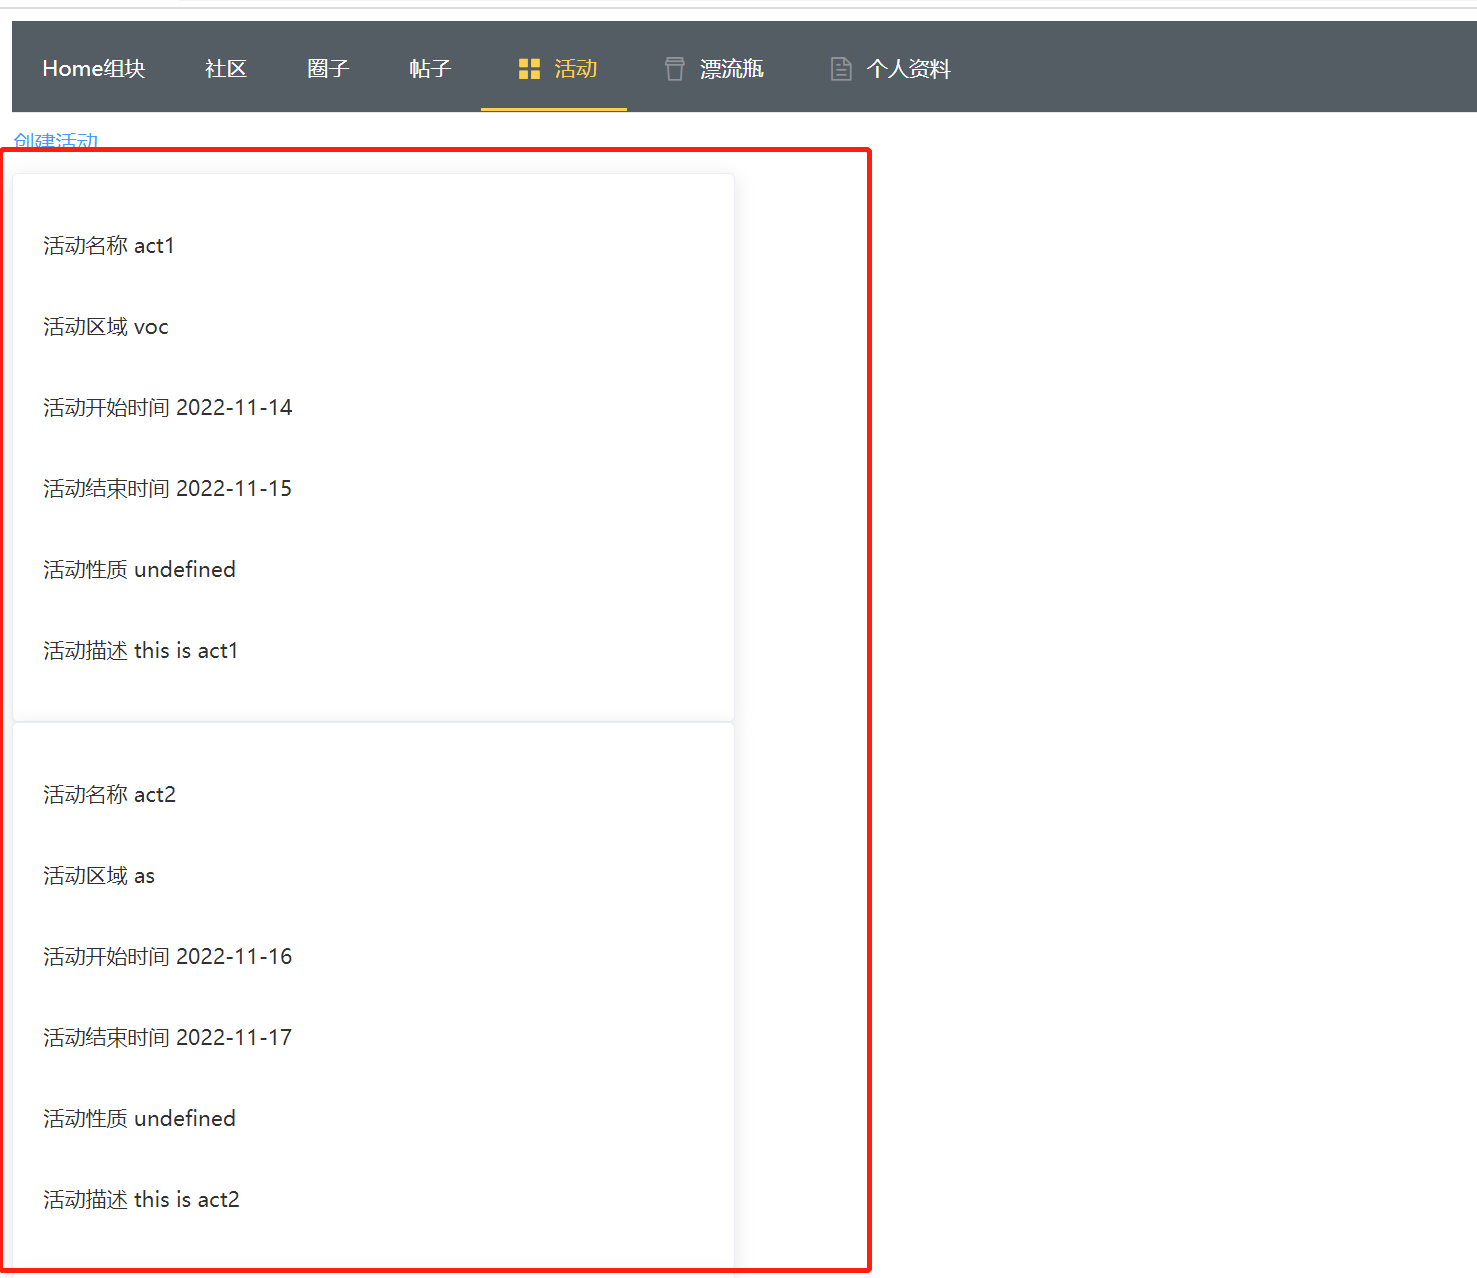 Home组块 社区 圈子 帖子 活动 漂流瓶 个人资料
创建活动
活动名称 act1
活动区域 voc
活动开始时间 2022-11-14
活动结束时间 2022-11-15
活动性质 undefined
活动描述 this is act1
活动名称 act2
活动区域 as
活动开始时间 2022-11-16
活动结束时间 2022-11-17
活动性质 undefined
活动描述 this is act2